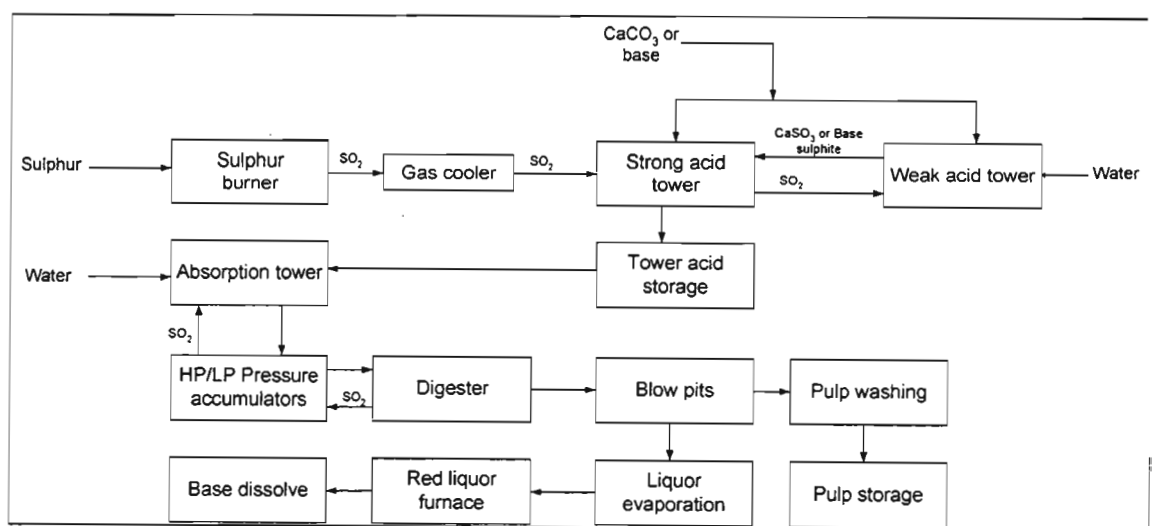 CaCO₃ or
base
Sulphur
Sulphur
burner
SO₂
Gas cooler
SO₂
Strong acid
tower
CaSO₃ or Base
sulphite
SO₂
Weak acid tower
Water
Water
Absorption tower
Tower acid
storage
SO₂
HP/LP Pressure
accumulators
SO₂
Digester
Blow pits
Pulp washing
Base dissolve
Red liquor
furnace
Liquor
evaporation
Pulp storage